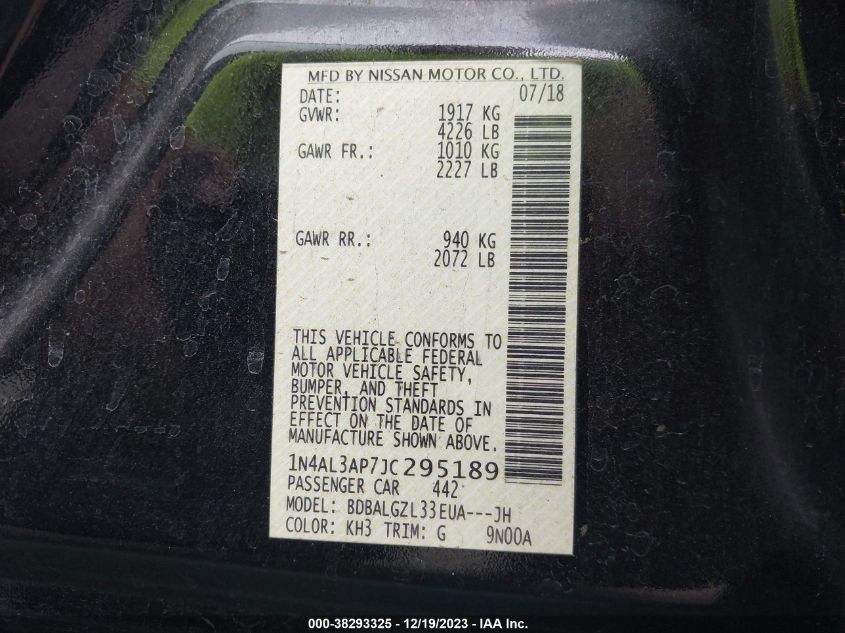 MFD BY NISSAN MOTOR CO., LTD.
DATE: 07/18
GVWR: 1917 KG
4226 LB
GAWR FR.: 1010 KG
2227 LB
GAWR RR.: 940 KG
2072 LB
THIS VEHICLE CONFORMS TO
ALL APPLICABLE FEDERAL
MOTOR VEHICLE SAFETY,
BUMPER, AND THEFT
PREVENTION STANDARDS IN
EFFECT ON THE DATE OF
MANUFACTURE SHOWN ABOVE.
1N4AL3AP7JC295189
PASSENGER CAR 442
MODEL: BDBALGZL33EUA---JH
COLOR: KH3 TRIM: G 9N00A
000-38293325 - 12/19/2023 - IAA Inc.